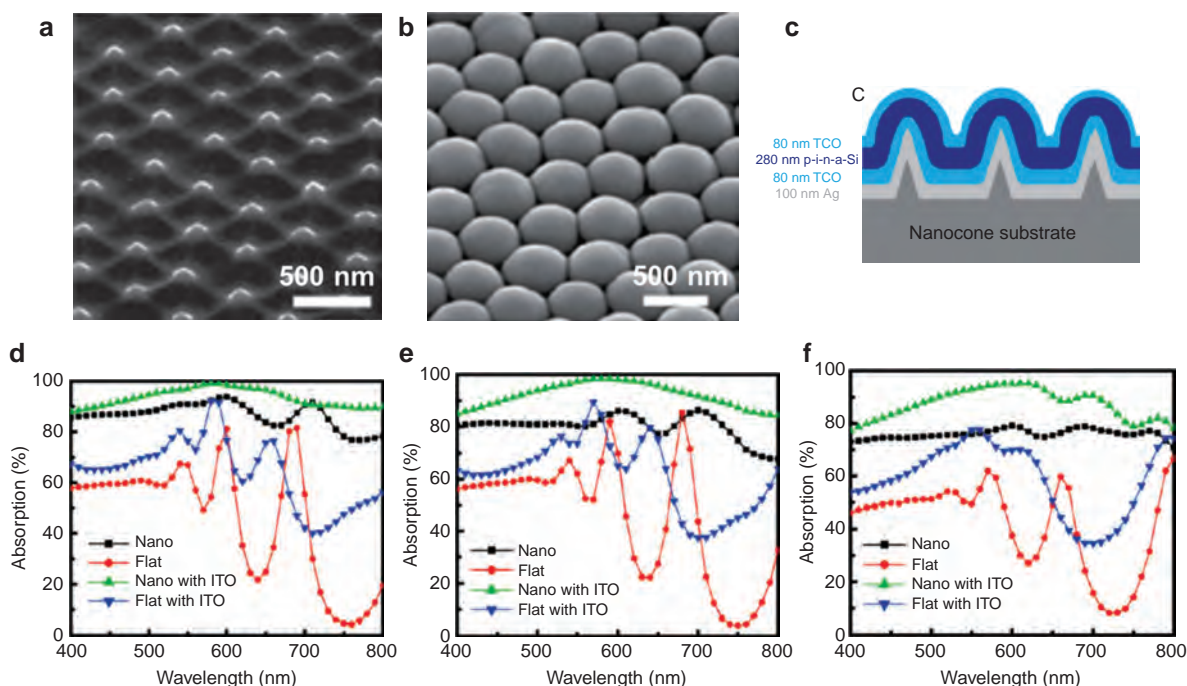 a
b
c
500 nm
500 nm
C
80 nm TCO
280 nm p-i-n-a-Si
80 nm TCO
100 nm Ag
Nanocone substrate
d
100
80
60
40
20
0
400 500 600 700 800
Absorption (%)
Wavelength (nm)
Nano
Flat
Nano with ITO
Flat with ITO
e
100
80
60
40
20
0
400 500 600 700 800
Absorption (%)
Wavelength (nm)
Nano
Flat
Nano with ITO
Flat with ITO
f
100
80
60
40
20
0
400 500 600 700 800
Absorption (%)
Wavelength (nm)
Nano
Flat
Nano with ITO
Flat with ITO